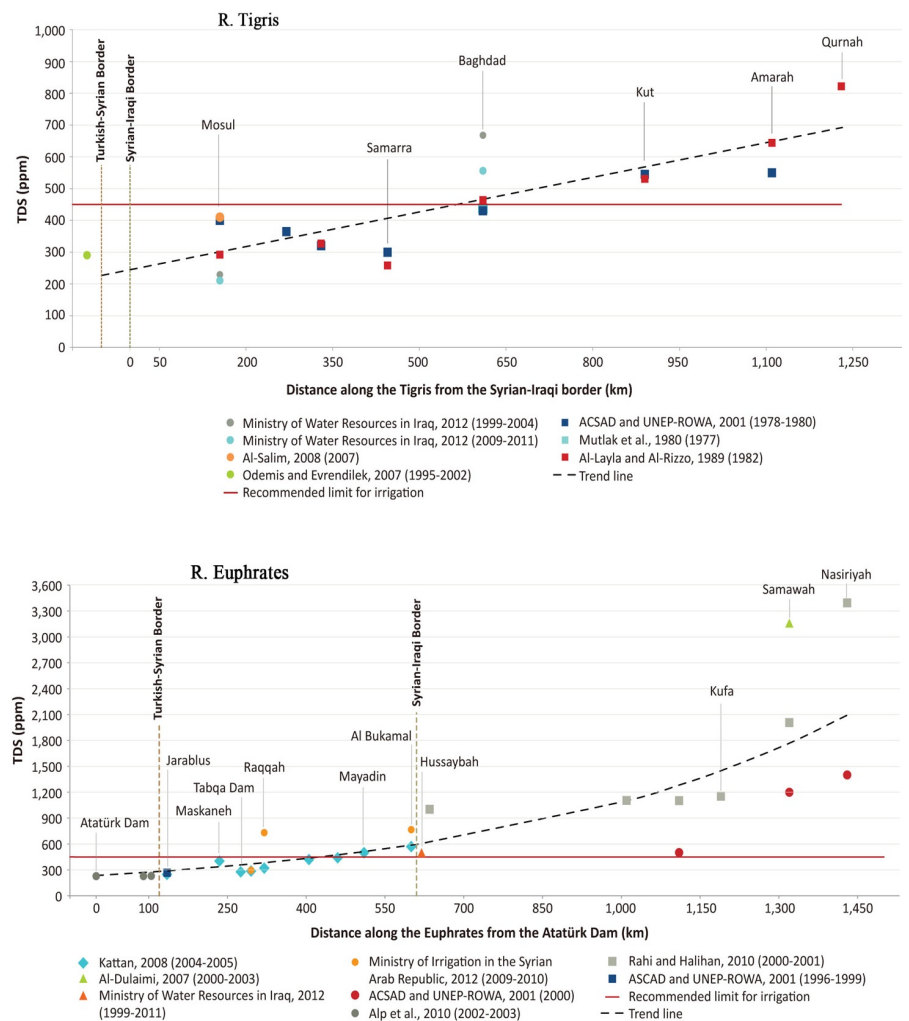 R. Tigris
1,000
900
800
700
600
500
400
300
200
100
0
TDS (ppm)
Turkish-Syrian Border
Syrian-Iraqi Border
Mosul
Samarra
Baghdad
Kut
Amarah
Qurnah
0 50 200 350 500 650 800 950 1,100 1,250
Distance along the Tigris from the Syrian-Iraqi border (km)
Ministry of Water Resources in Iraq, 2012 (1999-2004)
Ministry of Water Resources in Iraq, 2012 (2009-2011)
Al-Salim, 2008 (2007)
Odemis and Evrendilek, 2007 (1995-2002)
Recommended limit for irrigation
ACSAD and UNEP-ROWA, 2001 (1978-1980)
Mutlak et al., 1980 (1977)
Al-Layla and Al-Rizzo, 1989 (1982)
Trend line
R. Euphrates
3,600
3,300
3,000
2,700
2,400
2,100
1,800
1,500
1,200
900
600
300
0
TDS (ppm)
Atatürk Dam
Turkish-Syrian Border
Jarablus
Maskaneh
Tabqa Dam
Raqqah
Mayadin
Al Bukamal
Syrian-Iraqi Border
Hussaybah
Kufa
Samawah
Nasiriyah
0 100 250 400 550 700 850 1,000 1,150 1,300 1,450
Distance along the Euphrates from the Atatürk Dam (km)
Kattan, 2008 (2004-2005)
Al-Dulaimi, 2007 (2000-2003)
Ministry of Water Resources in Iraq, 2012
(1999-2011)
Ministry of Irrigation in the Syrian
Arab Republic, 2012 (2009-2010)
ACSAD and UNEP-ROWA, 2001 (2000)
Alp et al., 2010 (2002-2003)
Rahi and Halihan, 2010 (2000-2001)
ASCAD and UNEP-ROWA, 2001 (1996-1999)
Recommended limit for irrigation
Trend line